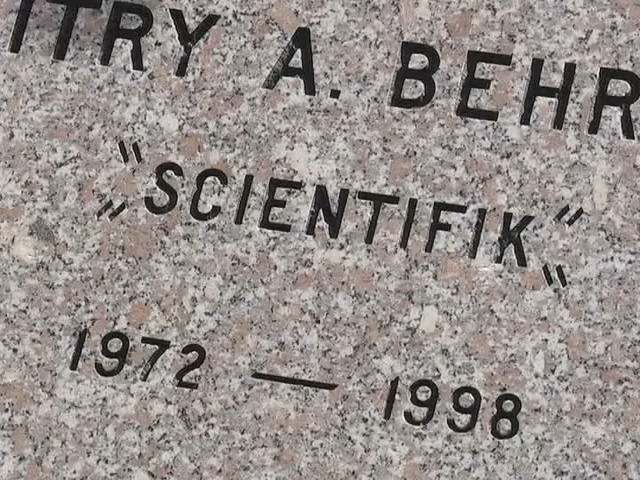 ITRY A. BEHR
"SCIENTIFIK"
1972 — 1998